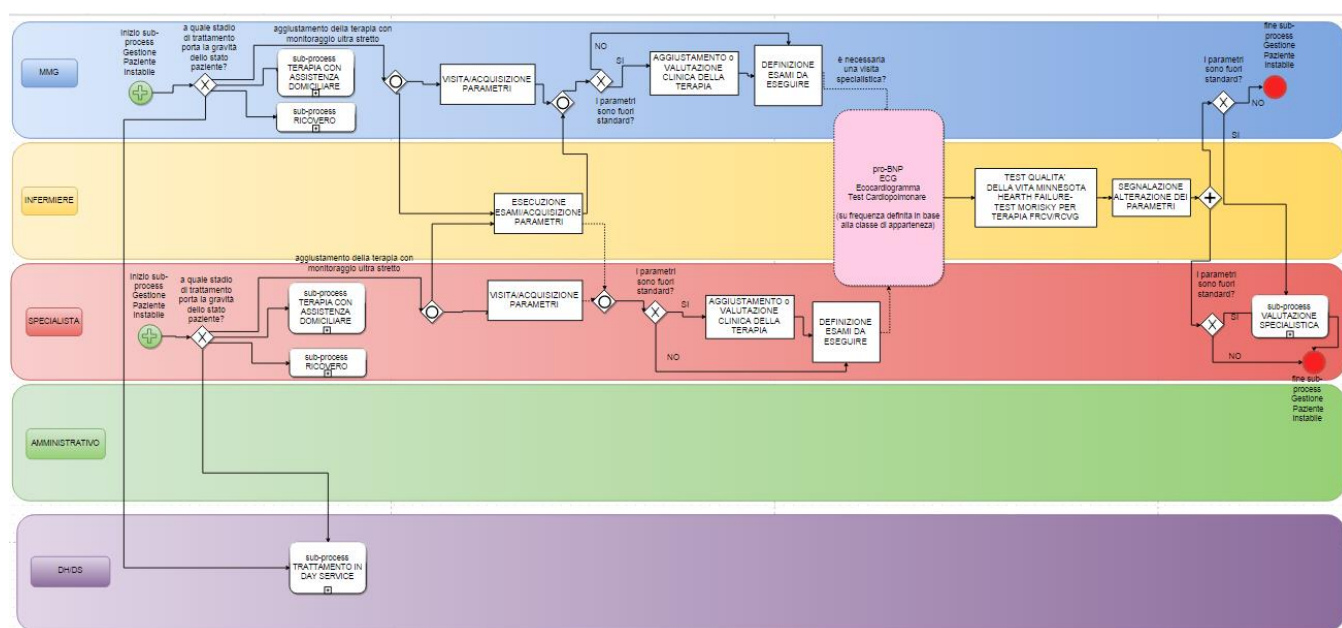 MMG
inizio sub-
process
Gestione
Paziente
Instabile
a quale stadio
di trattamento
porta la gravità
dello stato
paziente?
aggiustamento della terapia con
monitoraggio ultra stretto
sub-process
TERAPIA CON
ASSISTENZA
DOMICILIARE
sub-process
RICOVERO
VISITA/ACQUISIZIONE
PARAMETRI
NO
SI
I parametri
sono fuori
standard?
AGGIUSTAMENTO o
VALUTAZIONE
CLINICA DELLA
TERAPIA
DEFINIZIONE
ESAMI DA
ESEGUIRE
è necessaria
una visita
specialistica?
I parametri
sono fuori
standard?
NO
SI
fine sub-
process
Gestione
Paziente
Instabile
INFERMIERE
ESECUZIONE
ESAMI/ACQUISIZIONE
PARAMETRI
pro-BNP
ECG
Ecocardiogramma
Test Cardiopolmonare
(su frequenza definita in base
alla classe di apparteneza)
TEST QUALITA'
DELLA VITA MINNESOTA
HEARTH FAILURE-
TEST MORISKY PER
TERAPIA FRCV/RCVG
SEGNALAZIONE
ALTERAZIONE DEI
PARAMETRI
SPECIALISTA
inizio sub-
process
Gestione
Paziente
Instabile
a quale stadio
di trattamento
porta la gravità
dello stato
paziente?
aggiustamento della terapia con
monitoraggio ultra stretto
sub-process
TERAPIA CON
ASSISTENZA
DOMICILIARE
sub-process
RICOVERO
VISITA/ACQUISIZIONE
PARAMETRI
I parametri
sono fuori
standard?
SI
NO
AGGIUSTAMENTO o
VALUTAZIONE
CLINICA DELLA
TERAPIA
DEFINIZIONE
ESAMI DA
ESEGUIRE
I parametri
sono fuori
standard?
SI
NO
sub-process
VALUTAZIONE
SPECIALISTICA
fine sub-
process
Gestione
Paziente
Instabile
AMMINISTRATIVO
DH/DS
sub-process
TRATTAMENTO IN
DAY SERVICE